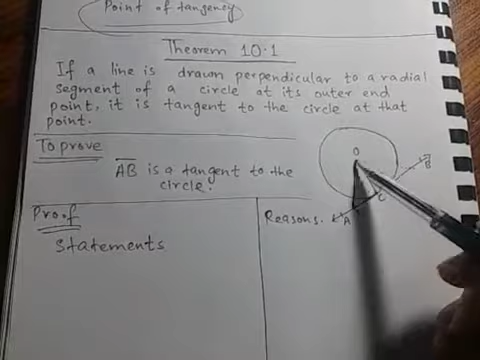 Point of tangency
Theorem 10.1
If a line is drawn perpendicular to a radial
segment of a circle at its outer end
point, it is tangent to the circle at that
point.
To prove
AB is a tangent to the
circle.
O
B
C
A
Proof
Statements
Reasons.